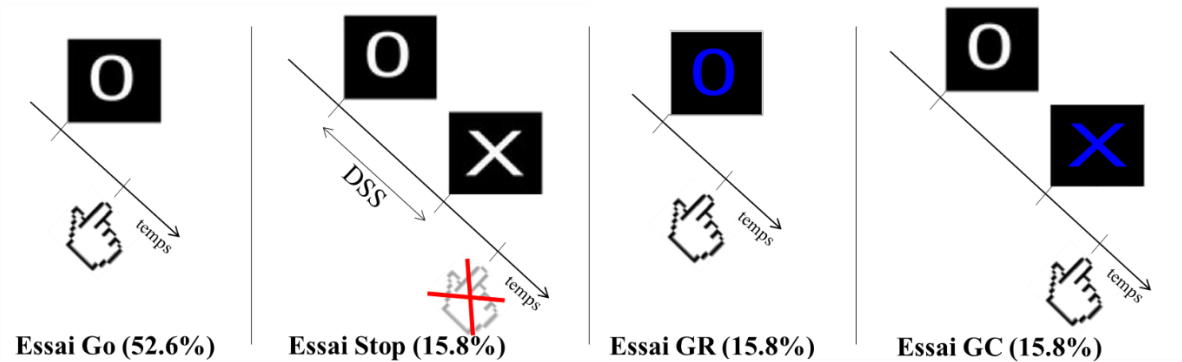 O
temps
Essai Go (52.6%)
O
X
DSS
temps
Essai Stop (15.8%)
O
temps
Essai GR (15.8%)
O
X
temps
Essai GC (15.8%)